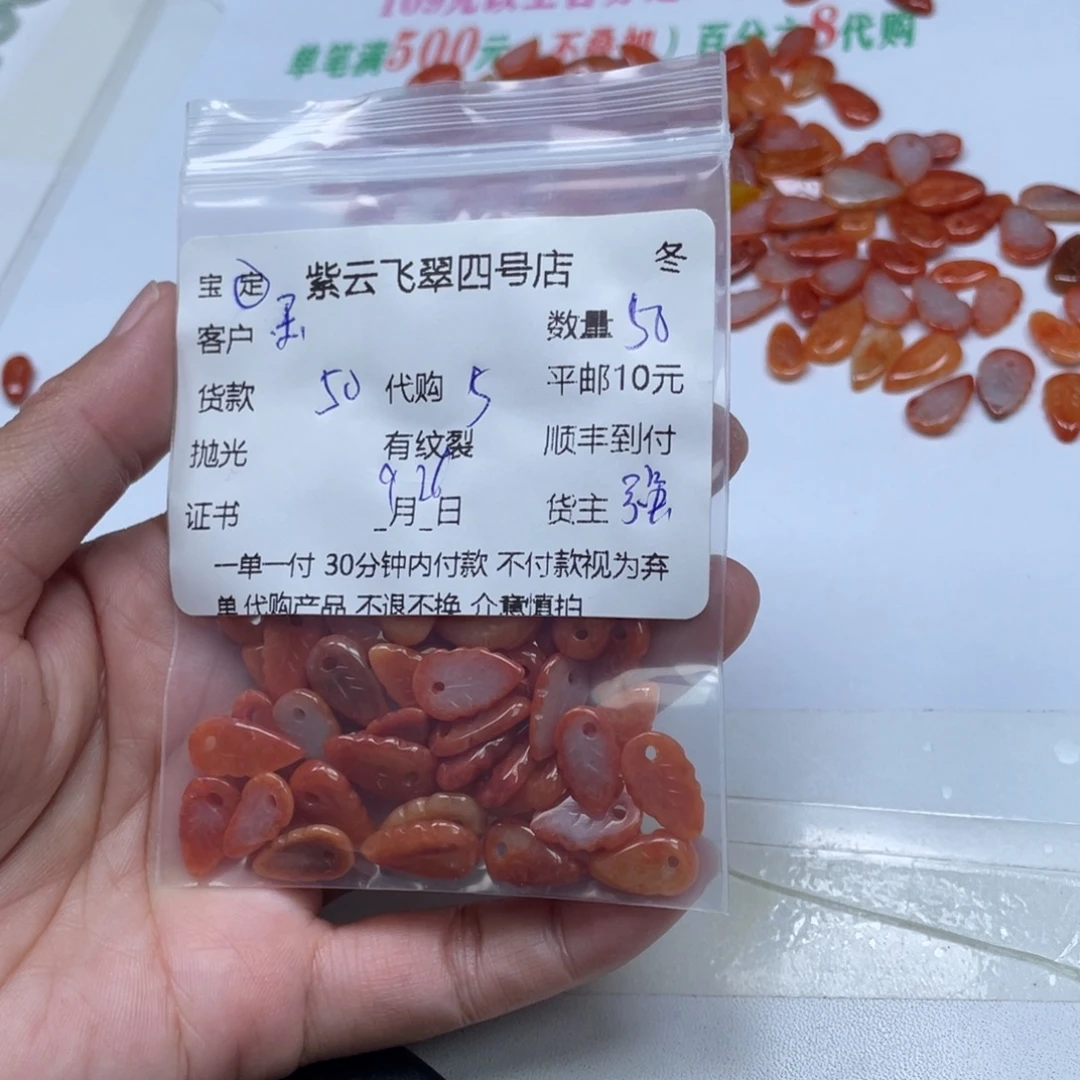 单笔满500元（不叠加）百分之8代购
宝 定 紫云飞翠四号店 冬
客户 数量 50
货款 50 代购 5 平邮10元
抛光 有纹裂 顺丰到付
证书 9月26日 货主
一单一付 30分钟内付款 不付款视为弃
单代购产品 不退不换 介意慎拍